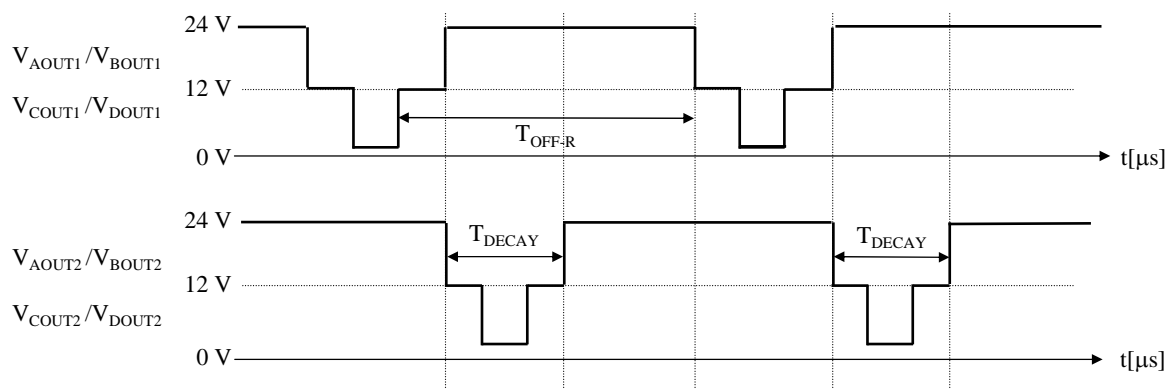 24 V
V_AOUT1/V_BOUT1
12 V
V_COUT1/V_DOUT1
T_OFF-R
0 V
t[µs]
24 V
T_DECAY
T_DECAY
V_AOUT2/V_BOUT2
12 V
V_COUT2/V_DOUT2
0 V
t[µs]